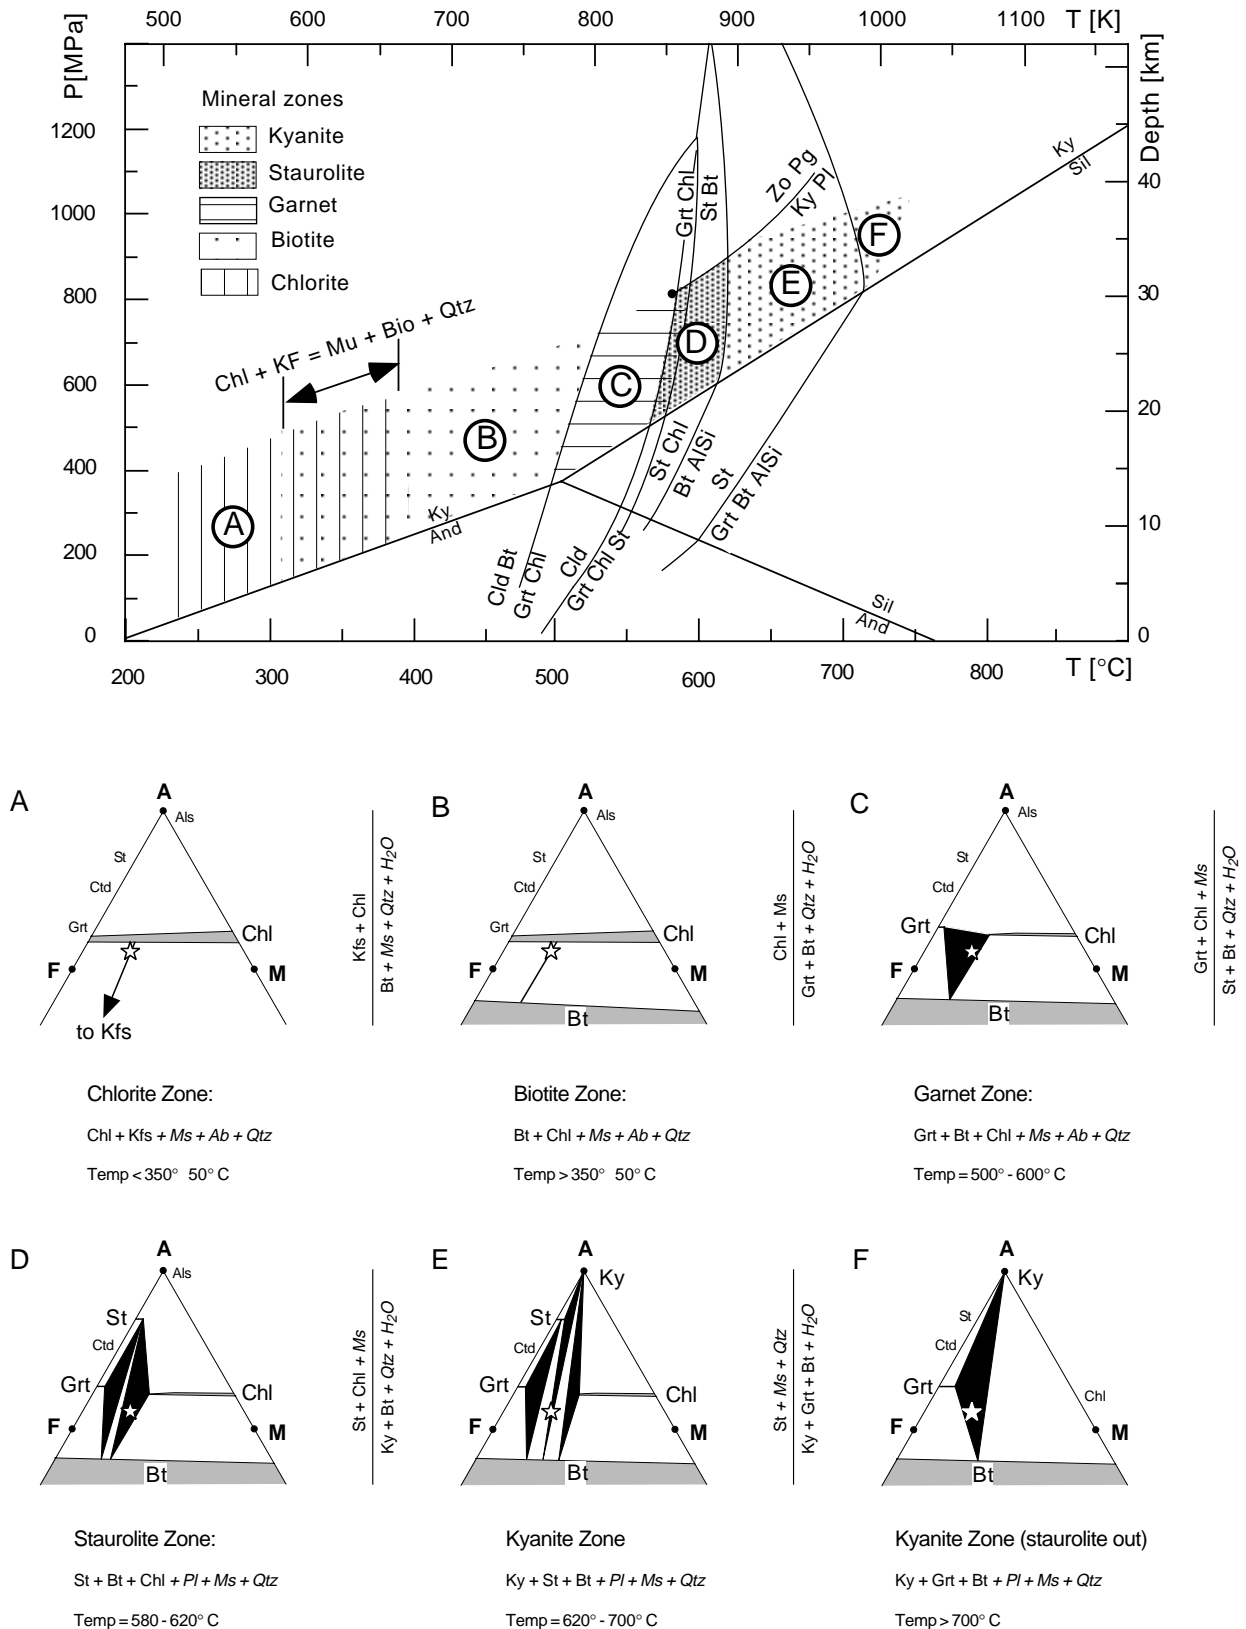 500 600 700 800 900 1000 1100 T [K]
P[MPa]
1200
1000
800
600
400
200
0
Depth [km]
40
30
20
10
0
Mineral zones
Kyanite
Staurolite
Garnet
Biotite
Chlorite
Chl + KF = Mu + Bio + Qtz
Grt Chl
St Bt
Zo Pg
Ky Pl
Ky
Sil
A
B
C
D
E
F
Ky
And
Cld Bt
Grt Chl
Cld
Grt Chl St
St Chl
Bt AlSi
St
Grt Bt AlSi
Sil
And
200 300 400 500 600 700 800 T [°C]
A
A
Als
St
Ctd
Grt
Chl
F
M
to Kfs
Kfs + Chl
Bt + Ms + Qtz + H2O
Chlorite Zone:
Chl + Kfs + Ms + Ab + Qtz
Temp < 350° 50° C
B
A
Als
St
Ctd
Grt
Chl
F
M
Bt
Chl + Ms
Grt + Bt + Qtz + H2O
Biotite Zone:
Bt + Chl + Ms + Ab + Qtz
Temp > 350° 50° C
C
A
Als
St
Ctd
Grt
Chl
F
M
Bt
Grt + Chl + Ms
St + Bt + Qtz + H2O
Garnet Zone:
Grt + Bt + Chl + Ms + Ab + Qtz
Temp = 500° - 600° C
D
A
Als
St
Ctd
Grt
Chl
F
M
Bt
St + Chl + Ms
Ky + Bt + Qtz + H2O
Staurolite Zone:
St + Bt + Chl + Pl + Ms + Qtz
Temp = 580 - 620° C
E
A
Ky
St
Ctd
Grt
Chl
F
M
Bt
St + Ms + Qtz
Ky + Grt + Bt + H2O
Kyanite Zone
Ky + St + Bt + Pl + Ms + Qtz
Temp = 620° - 700° C
F
A
Ky
St
Ctd
Grt
Chl
F
M
Bt
Kyanite Zone (staurolite out)
Ky + Grt + Bt + Pl + Ms + Qtz
Temp > 700° C